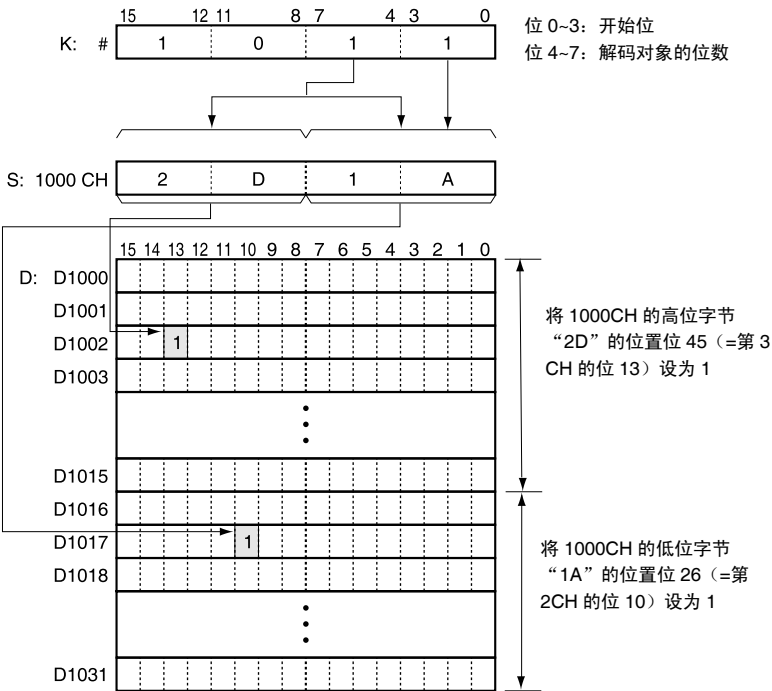 15 12 11 8 7 4 3 0
K: # 1 0 1 1
位 0~3：开始位
位 4~7：解码对象的位数
S: 1000 CH 2 D 1 A
15 14 13 12 11 10 9 8 7 6 5 4 3 2 1 0
D: D1000
D1001
D1002 1
D1003
将 1000CH 的高位字节
“2D”的位置位 45（=第 3
CH 的位 13）设为 1
D1015
D1016
D1017 1
D1018
将 1000CH 的低位字节
“1A”的位置位 26（=第
2CH 的位 10）设为 1
D1031